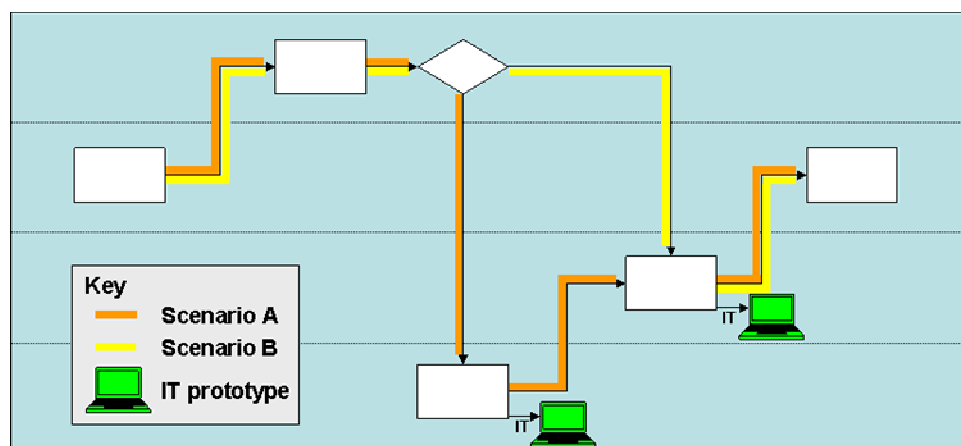 Key
Scenario A
Scenario B
IT prototype
IT
IT